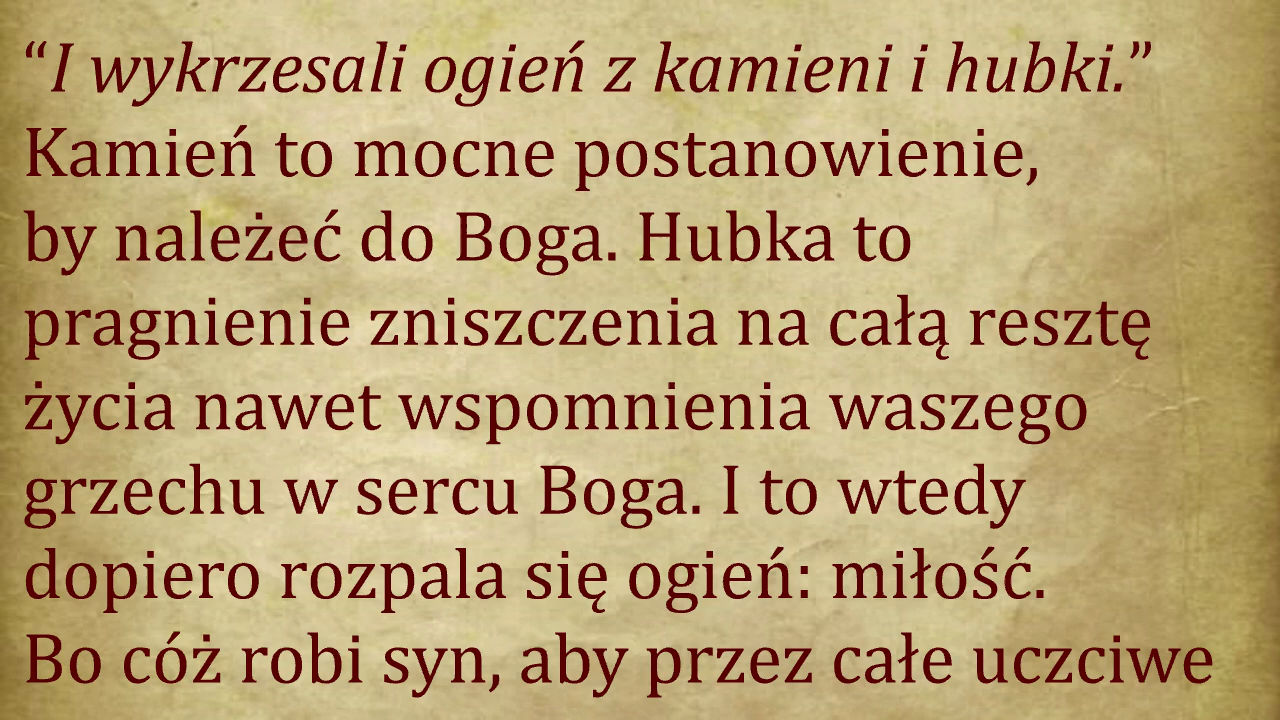 “I wykrzesali ogień z kamieni i hubki.”
Kamień to mocne postanowienie,
by należeć do Boga. Hubka to
pragnienie zniszczenia na całą resztę
życia nawet wspomnienia waszego
grzechu w sercu Boga. I to wtedy
dopiero rozpala się ogień: miłość.
Bo cóż robi syn, aby przez całe uczciwe